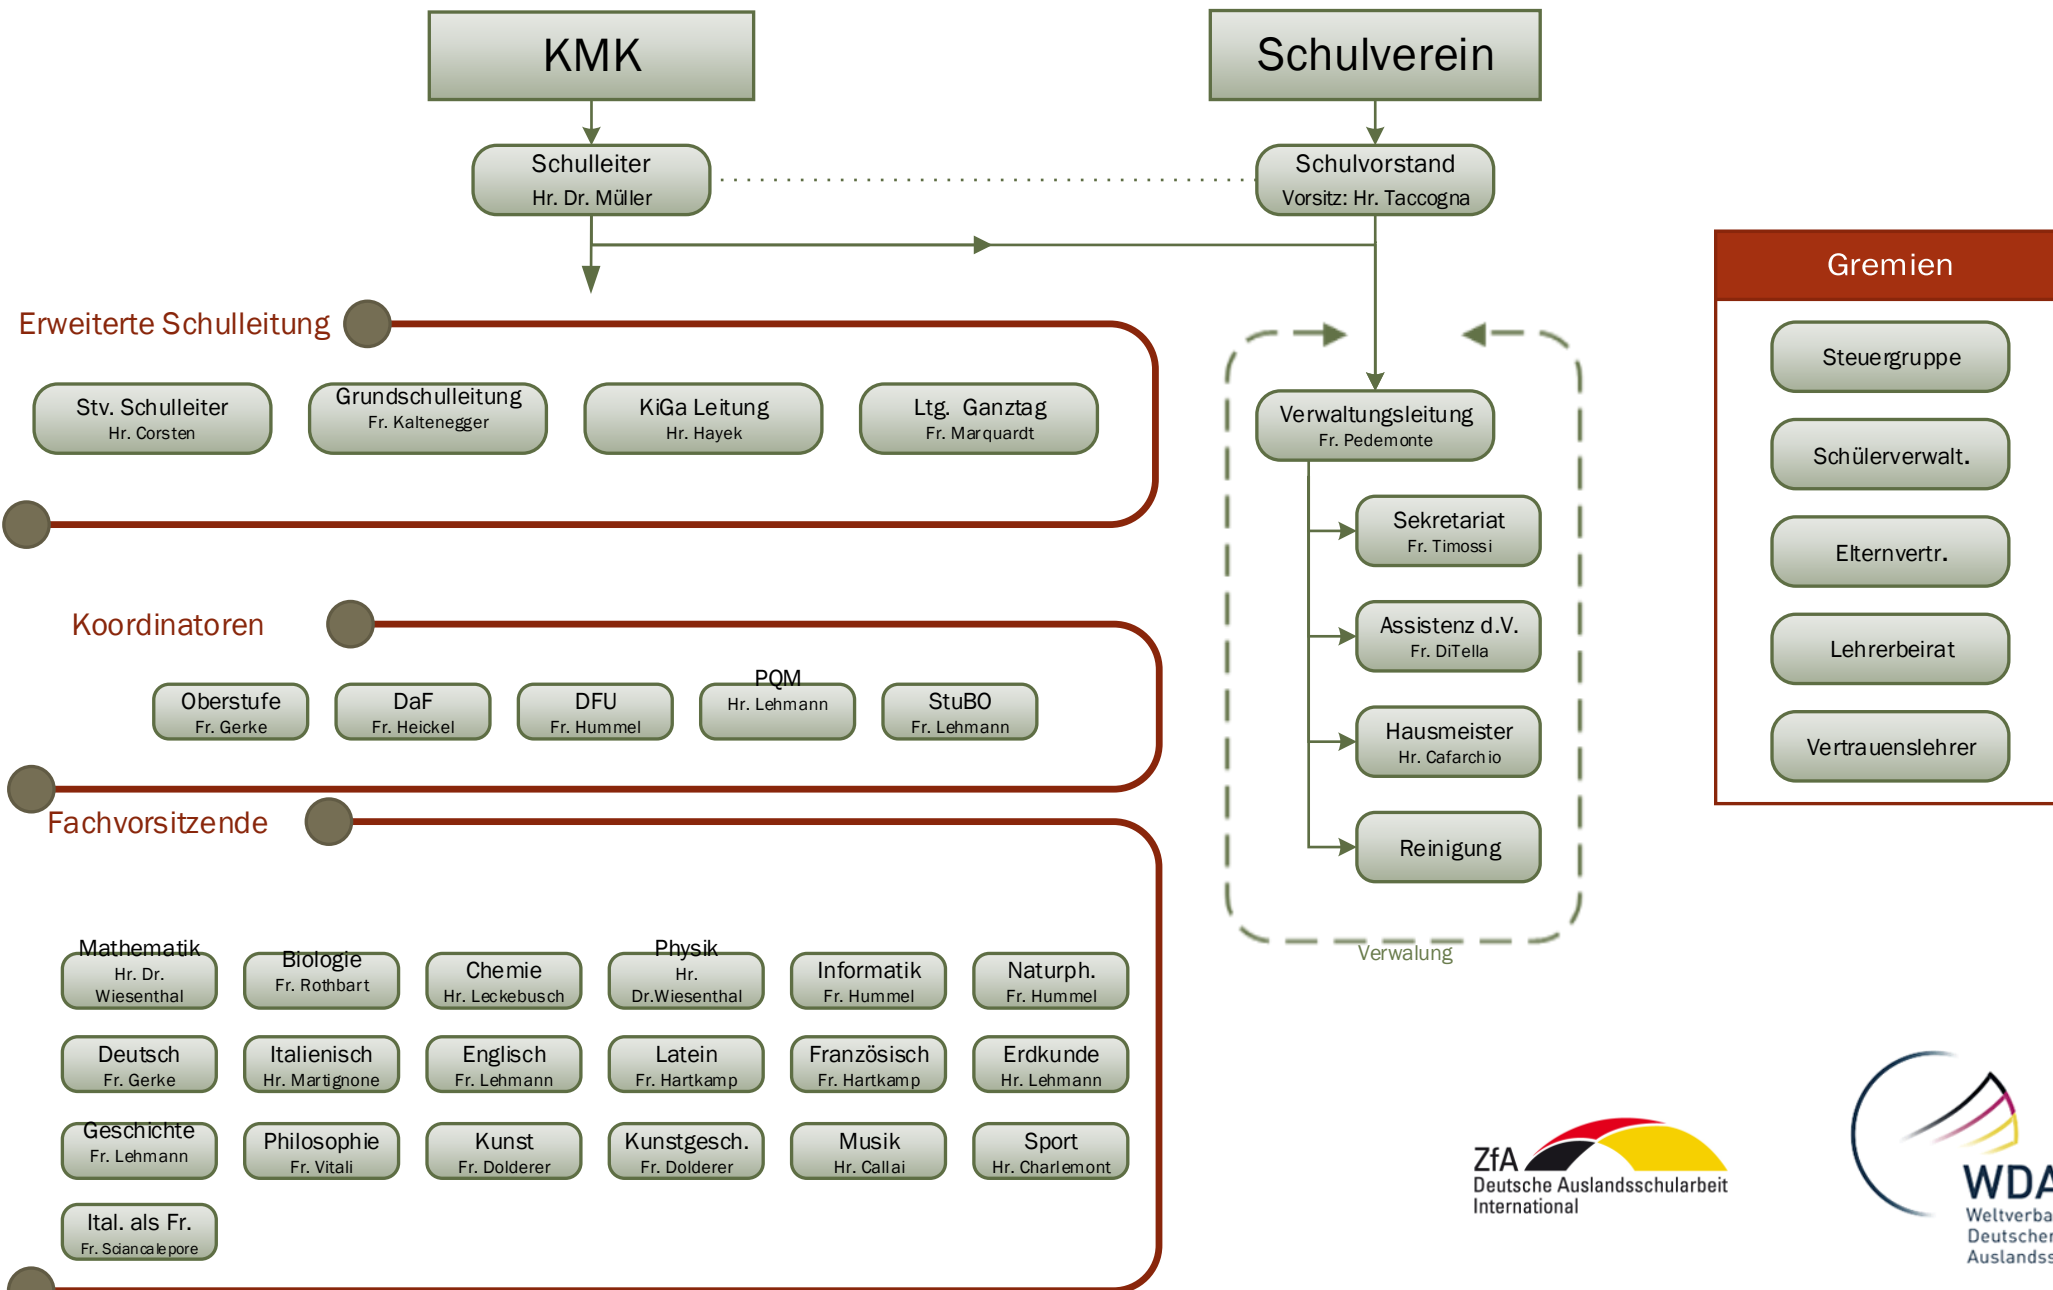 KMK
Schulverein
Schulleiter
Hr. Dr. Müller
Schulvorstand
Vorsitz: Hr. Taccogna
Gremien
Steuergruppe
Schülerverwalt.
Elternvertr.
Lehrerbeirat
Vertrauenslehrer
Erweiterte Schulleitung
Stv. Schulleiter
Hr. Corsten
Grundschulleitung
Fr. Kaltenegger
KiGa Leitung
Hr. Hayek
Ltg. Ganztag
Fr. Marquardt
Verwaltungsleitung
Fr. Pedemonte
Sekretariat
Fr. Timossi
Assistenz d.V.
Fr. DiTella
Hausmeister
Hr. Cafarchio
Reinigung
Verwalung
Koordinatoren
Oberstufe
Fr. Gerke
DaF
Fr. Heickel
DFU
Fr. Hummel
PQM
Hr. Lehmann
StuBO
Fr. Lehmann
Fachvorsitzende
Mathematik
Hr. Dr.
Wiesenthal
Biologie
Fr. Rothbart
Chemie
Hr. Leckebusch
Physik
Hr.
Dr.Wiesenthal
Informatik
Fr. Hummel
Naturph.
Fr. Hummel
Deutsch
Fr. Gerke
Italienisch
Hr. Martignone
Englisch
Fr. Lehmann
Latein
Fr. Hartkamp
Französisch
Fr. Hartkamp
Erdkunde
Hr. Lehmann
Geschichte
Fr. Lehmann
Philosophie
Fr. Vitali
Kunst
Fr. Dolderer
Kunstgesch.
Fr. Dolderer
Musik
Hr. Callai
Sport
Hr. Charlemont
Ital. als Fr.
Fr. Sciancalepore
ZfA
Deutsche Auslandsschularbeit
International
WDA
Weltverba
Deutscher
Auslandss